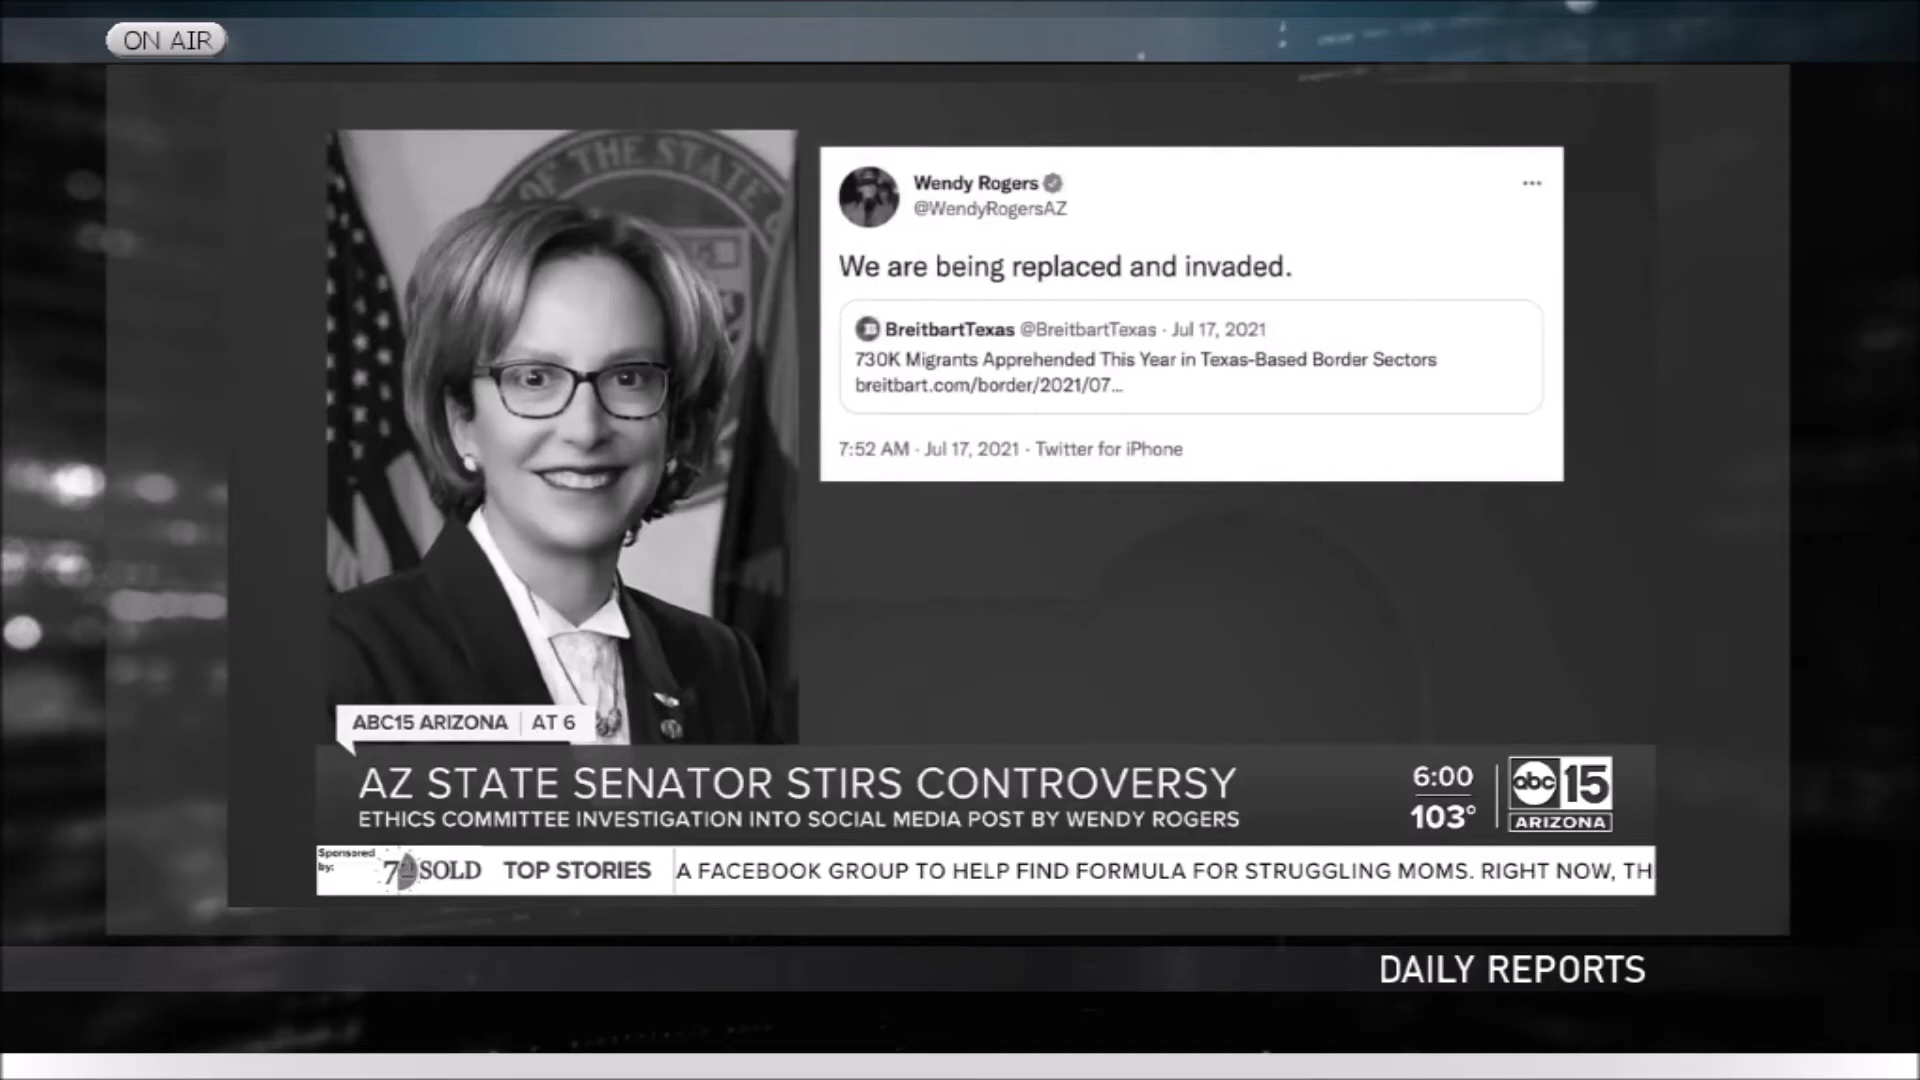 ON AIR
OF THE STATE
Wendy Rogers
@WendyRogersAZ
We are being replaced and invaded.
BreitbartTexas @BreitbartTexas · Jul 17, 2021
730K Migrants Apprehended This Year in Texas-Based Border Sectors
breitbart.com/border/2021/07...
7:52 AM · Jul 17, 2021 · Twitter for iPhone
ABC15 ARIZONA | AT 6
AZ STATE SENATOR STIRS CONTROVERSY
ETHICS COMMITTEE INVESTIGATION INTO SOCIAL MEDIA POST BY WENDY ROGERS
6:00
103°
abc 15
ARIZONA
Sponsored
by:
SOLD
TOP STORIES
A FACEBOOK GROUP TO HELP FIND FORMULA FOR STRUGGLING MOMS. RIGHT NOW, TH
DAILY REPORTS